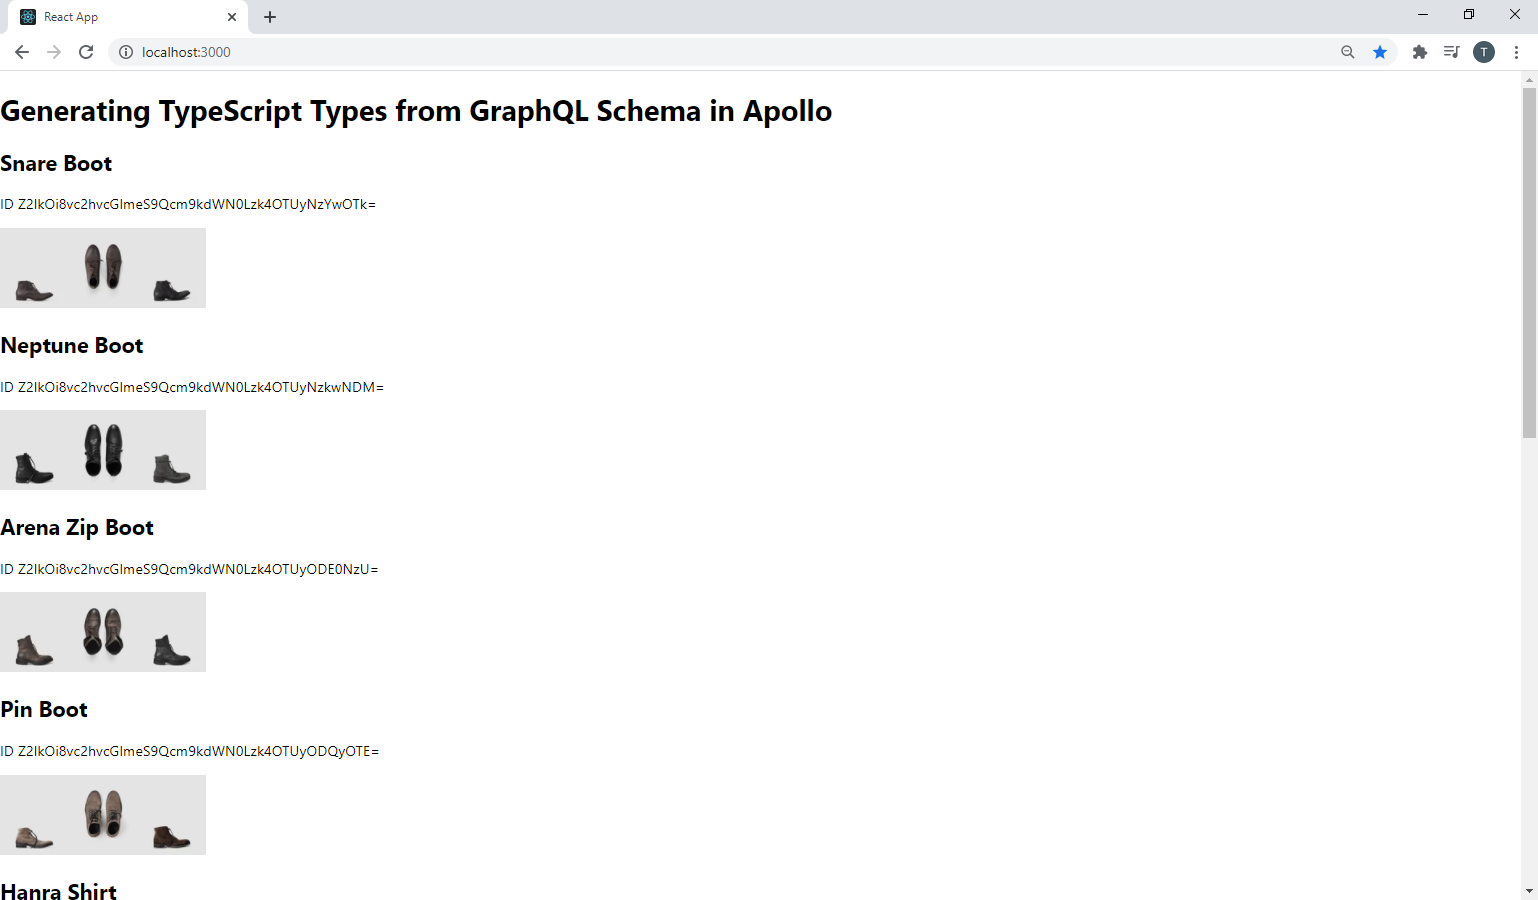 React App
localhost:3000
T
Generating TypeScript Types from GraphQL Schema in Apollo
Snare Boot
ID Z2lkOi8vc2hvcGlmeS9Qcm9kdWN0Lzk4OTUyNzYwOTk=
Neptune Boot
ID Z2lkOi8vc2hvcGlmeS9Qcm9kdWN0Lzk4OTUyNzkwNDM=
Arena Zip Boot
ID Z2lkOi8vc2hvcGlmeS9Qcm9kdWN0Lzk4OTUyODE0NzU=
Pin Boot
ID Z2lkOi8vc2hvcGlmeS9Qcm9kdWN0Lzk4OTUyODQyOTE=
Hanra Shirt